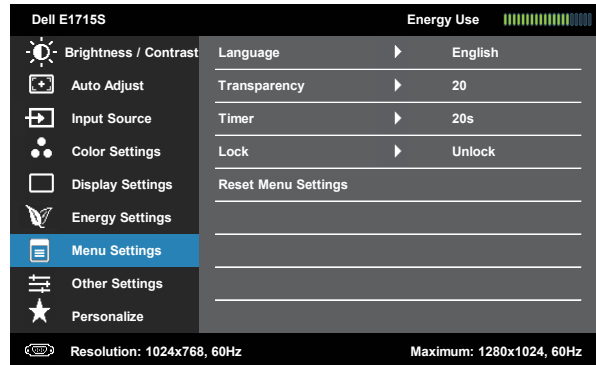 Dell E1715S Energy Use
Brightness / Contrast Language English
Auto Adjust Transparency 20
Input Source Timer 20s
Color Settings Lock Unlock
Display Settings Reset Menu Settings
Energy Settings
Menu Settings
Other Settings
Personalize
Resolution: 1024x768, 60Hz Maximum: 1280x1024, 60Hz